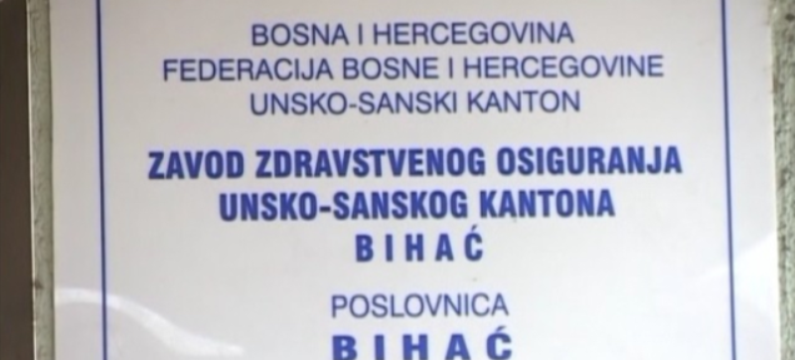 BOSNA I HERCEGOVINA
FEDERACIJA BOSNE I HERCEGOVINE
UNSKO-SANSKI KANTON
ZAVOD ZDRAVSTVENOG OSIGURANJA
UNSKO-SANSKOG KANTONA
BIHAĆ
POSLOVNICA
BIHAĆ